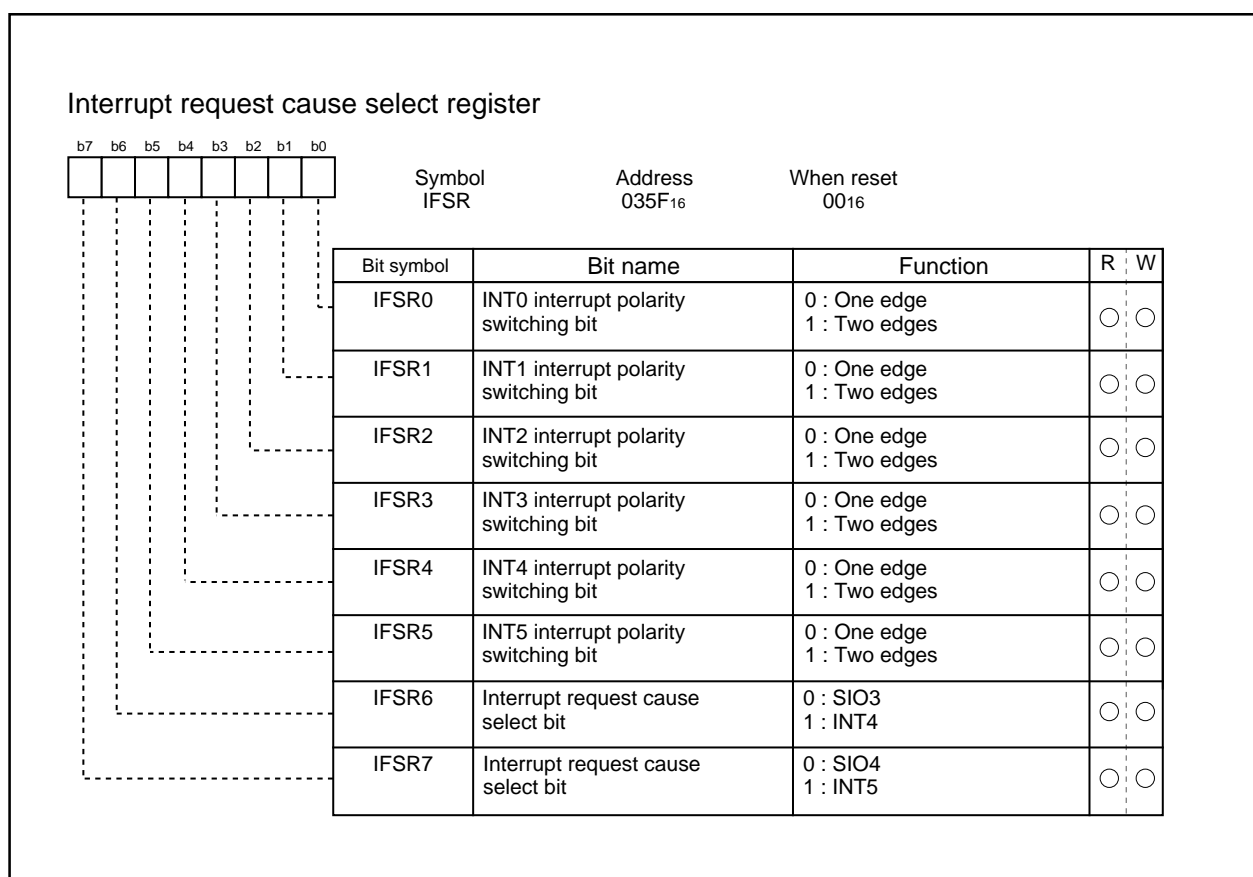 Interrupt request cause select register
b7 b6 b5 b4 b3 b2 b1 b0
Symbol Address When reset
IFSR 035F16 0016
Bit symbol Bit name Function R W
IFSR0 INT0 interrupt polarity 0 : One edge
switching bit 1 : Two edges
IFSR1 INT1 interrupt polarity 0 : One edge
switching bit 1 : Two edges
IFSR2 INT2 interrupt polarity 0 : One edge
switching bit 1 : Two edges
IFSR3 INT3 interrupt polarity 0 : One edge
switching bit 1 : Two edges
IFSR4 INT4 interrupt polarity 0 : One edge
switching bit 1 : Two edges
IFSR5 INT5 interrupt polarity 0 : One edge
switching bit 1 : Two edges
IFSR6 Interrupt request cause 0 : SIO3
select bit 1 : INT4
IFSR7 Interrupt request cause 0 : SIO4
select bit 1 : INT5